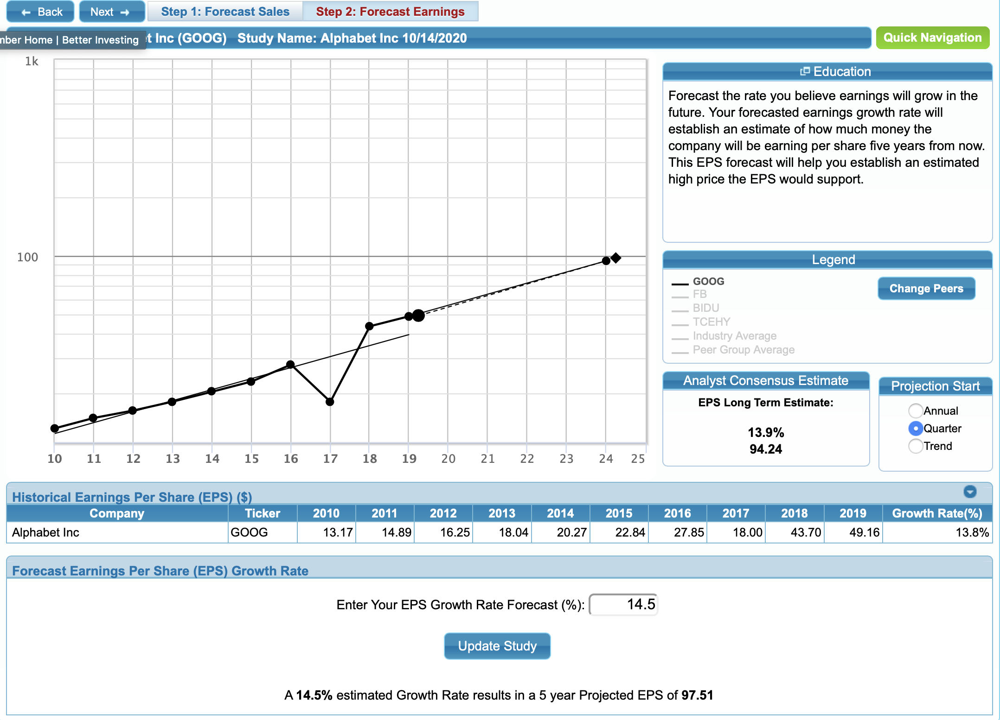 Back
Next
Step 1: Forecast Sales
Step 2: Forecast Earnings
mber Home | Better Investing
t Inc (GOOG) Study Name: Alphabet Inc 10/14/2020
Quick Navigation
1k
100
10 11 12 13 14 15 16 17 18 19 20 21 22 23 24 25
Education
Forecast the rate you believe earnings will grow in the
future. Your forecasted earnings growth rate will
establish an estimate of how much money the
company will be earning per share five years from now.
This EPS forecast will help you establish an estimated
high price the EPS would support.
Legend
GOOG
FB
BIDU
TCEHY
Industry Average
Peer Group Average
Change Peers
Analyst Consensus Estimate
EPS Long Term Estimate:
13.9%
94.24
Projection Start
Annual
Quarter
Trend
Historical Earnings Per Share (EPS) ($)
Company Ticker 2010 2011 2012 2013 2014 2015 2016 2017 2018 2019 Growth Rate(%)
Alphabet Inc GOOG 13.17 14.89 16.25 18.04 20.27 22.84 27.85 18.00 43.70 49.16 13.8%
Forecast Earnings Per Share (EPS) Growth Rate
Enter Your EPS Growth Rate Forecast (%): 14.5
Update Study
A 14.5% estimated Growth Rate results in a 5 year Projected EPS of 97.51